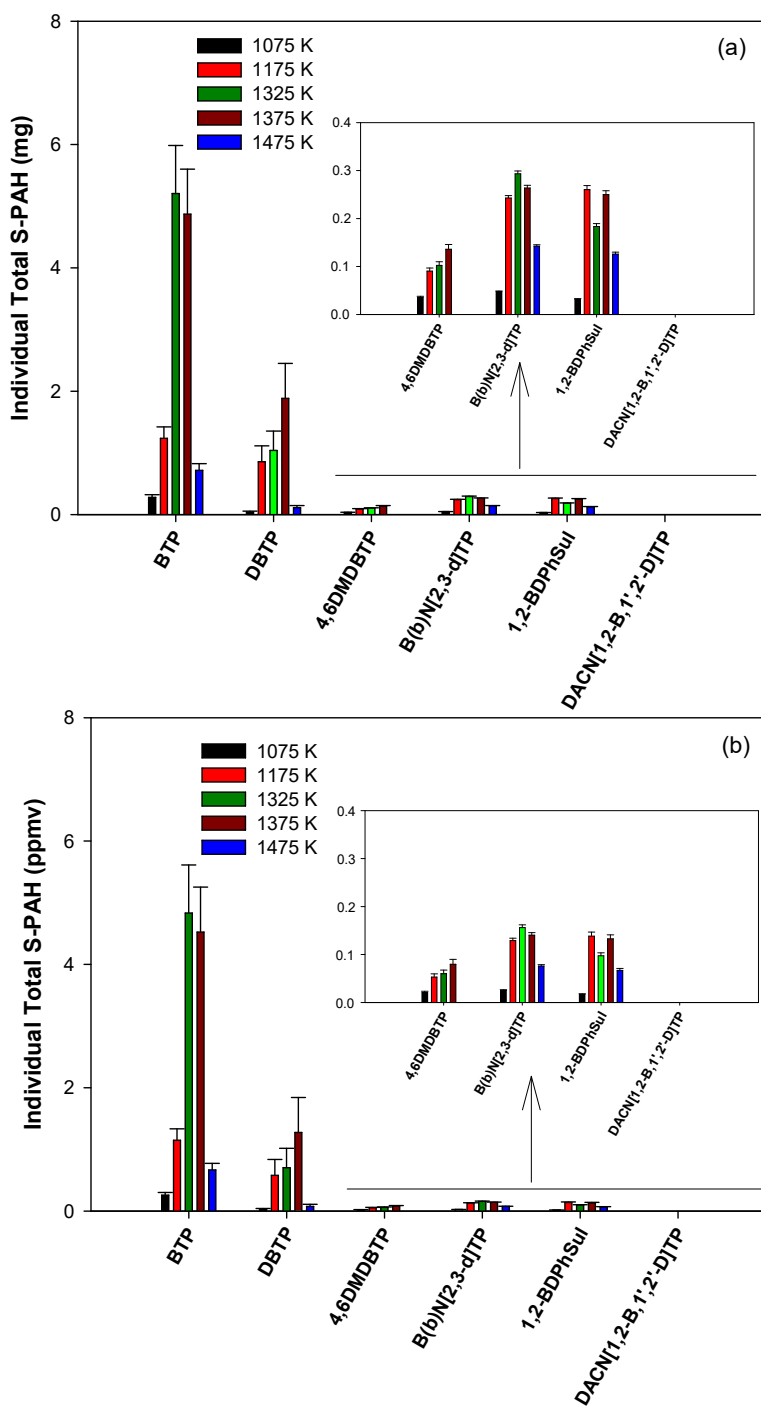 (a)
Individual Total S-PAH (mg)
8
6
4
2
0
1075 K
1175 K
1325 K
1375 K
1475 K
0.4
0.3
0.2
0.1
0.0
4,6DMDBTP
B(b)N[2,3-d]TP
1,2-BDPhSul
DACN[1,2-B,1',2'-D]TP
BTP
DBTP
4,6DMDBTP
B(b)N[2,3-d]TP
1,2-BDPhSul
DACN[1,2-B,1',2'-D]TP
(b)
Individual Total S-PAH (ppmv)
8
6
4
2
0
1075 K
1175 K
1325 K
1375 K
1475 K
0.4
0.3
0.2
0.1
0.0
4,6DMDBTP
B(b)N[2,3-d]TP
1,2-BDPhSul
DACN[1,2-B,1',2'-D]TP
BTP
DBTP
4,6DMDBTP
B(b)N[2,3-d]TP
1,2-BDPhSul
DACN[1,2-B,1',2'-D]TP